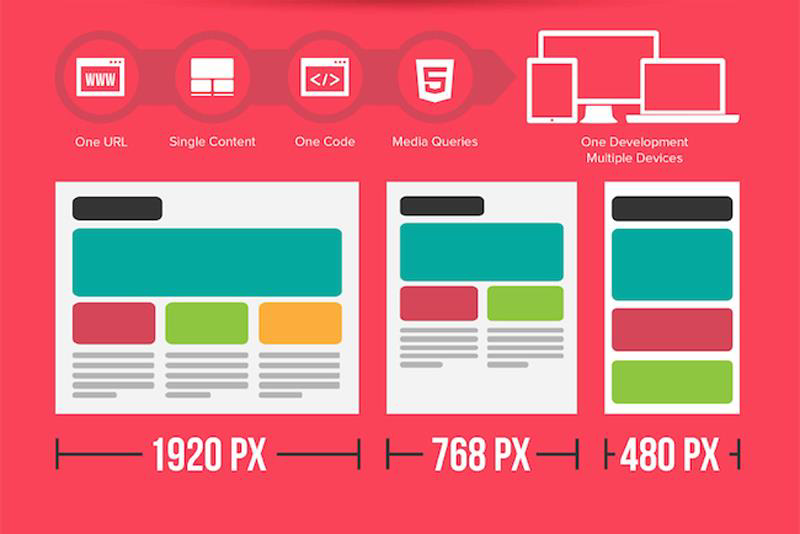 WWW
</>
5
One URL
Single Content
One Code
Media Queries
One Development
Multiple Devices
1920 PX
768 PX
480 PX